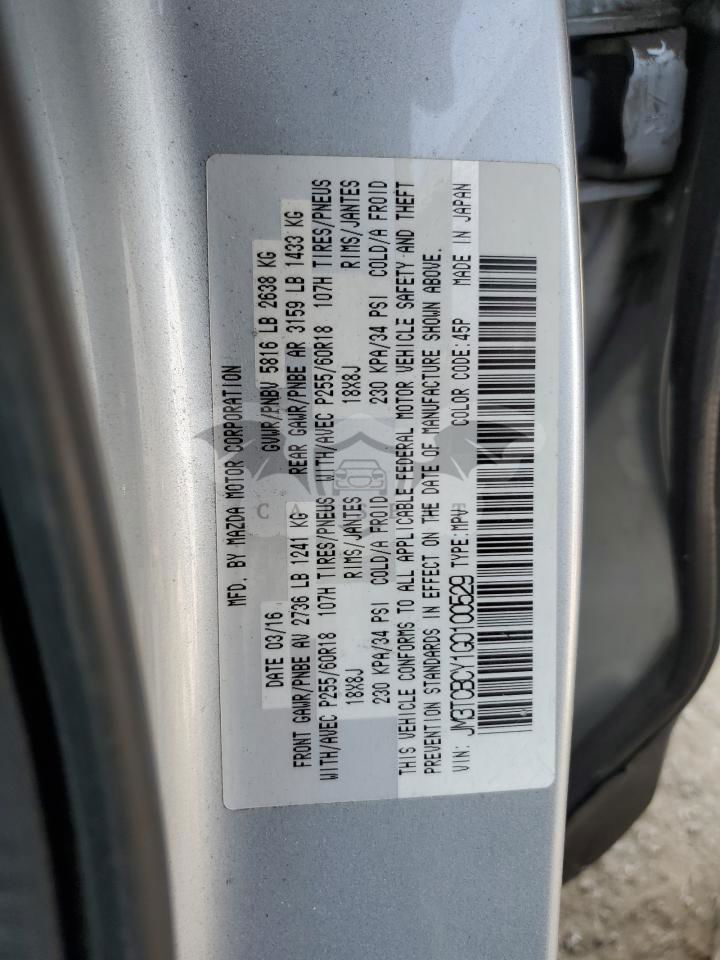 MFD. BY MAZDA MOTOR CORPORATION
DATE 03/16 GVWR/PNBV 5816 LB 2638 KG
FRONT GAWR/PNBE AV 2736 LB 1241 KG REAR GAWR/PNBE AR 3159 LB 1433 KG
WITH/AVEC P255/60R18 107H TIRES/PNEUS WITH/AVEC P255/60R18 107H TIRES/PNEUS
18X8J RIMS/JANTES 18X8J RIMS/JANTES
230 KPA/34 PSI COLD/A FROID 230 KPA/34 PSI COLD/A FROID
THIS VEHICLE CONFORMS TO ALL APPLICABLE FEDERAL MOTOR VEHICLE SAFETY AND THEFT
PREVENTION STANDARDS IN EFFECT ON THE DATE OF MANUFACTURE SHOWN ABOVE.
VIN: JM3TCBCY1G0100529 TYPE:MPV COLOR CODE:45P MADE IN JAPAN